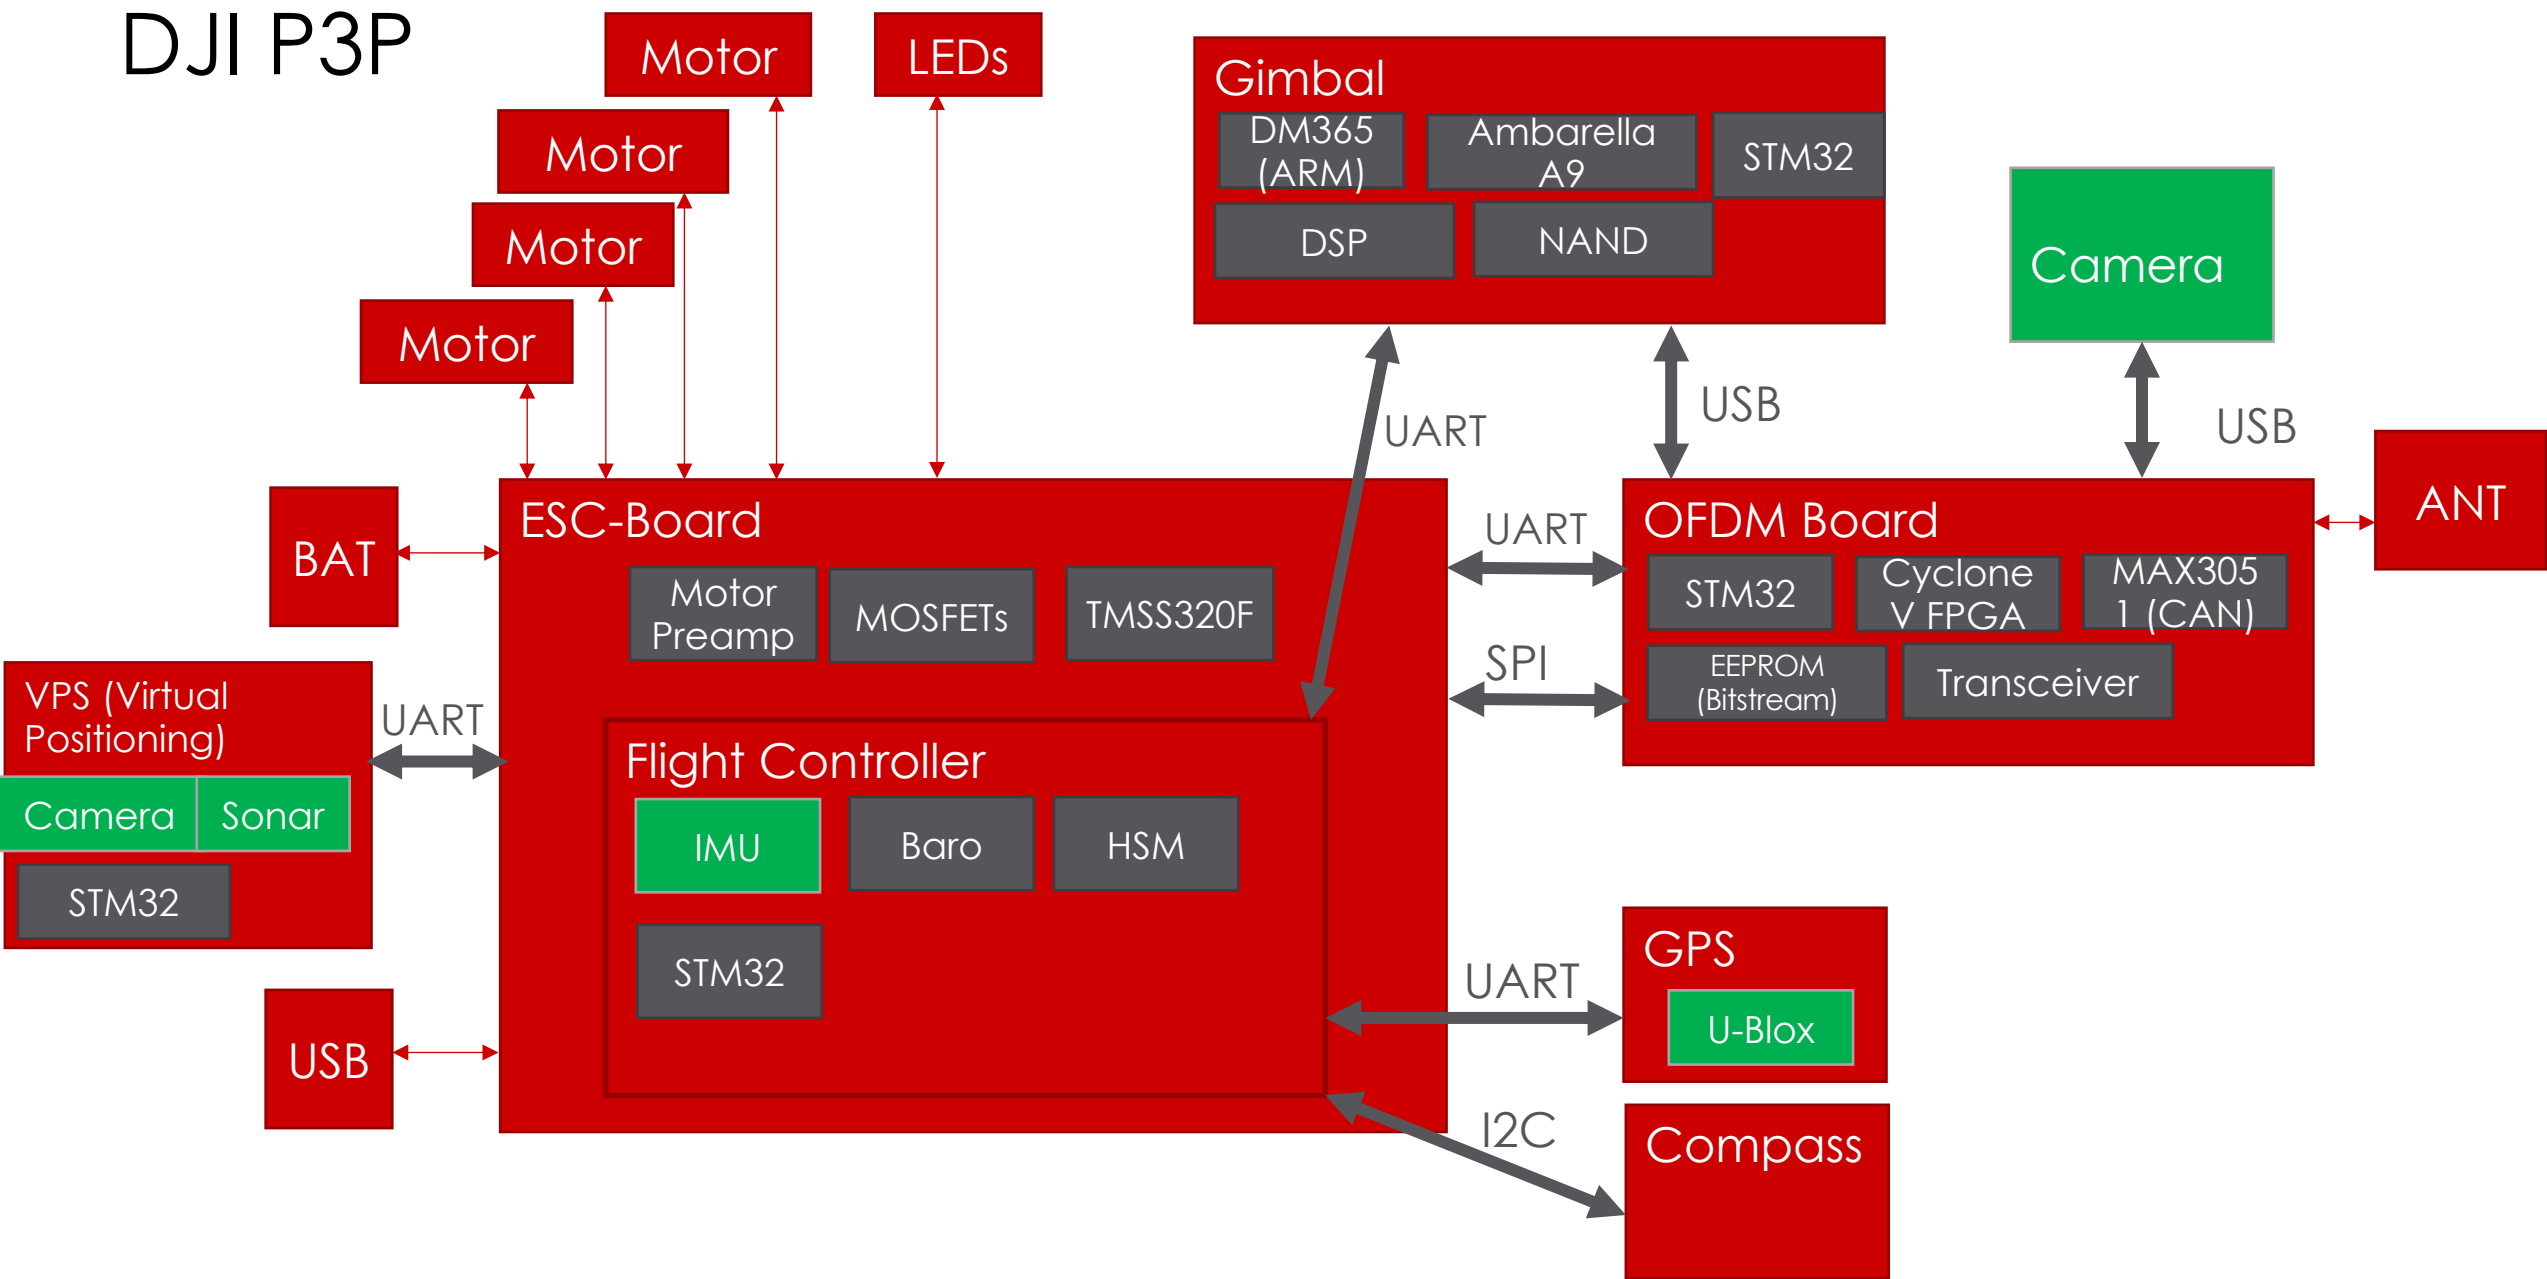 DJI P3P
Motor
LEDs
Motor
Motor
Motor
Gimbal
DM365
(ARM)
Ambarella
A9
STM32
DSP
NAND
Camera
UART
USB
USB
ANT
BAT
ESC-Board
Motor
Preamp
MOSFETs
TMSS320F
UART
SPI
OFDM Board
STM32
Cyclone
V FPGA
MAX305
1 (CAN)
EEPROM
(Bitstream)
Transceiver
VPS (Virtual
Positioning)
Camera
Sonar
STM32
UART
Flight Controller
IMU
Baro
HSM
STM32
USB
UART
GPS
U-Blox
I2C
Compass